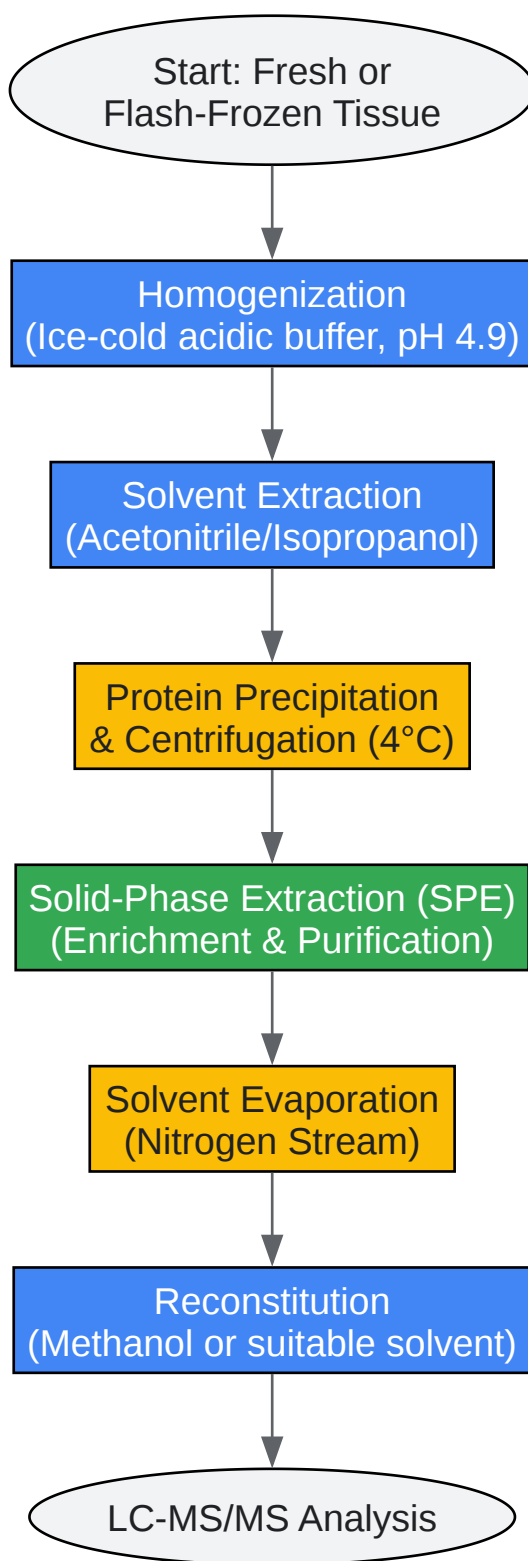 Start: Fresh or
Flash-Frozen Tissue
Homogenization
(Ice-cold acidic buffer, pH 4.9)
Solvent Extraction
(Acetonitrile/Isopropanol)
Protein Precipitation
& Centrifugation (4°C)
Solid-Phase Extraction (SPE)
(Enrichment & Purification)
Solvent Evaporation
(Nitrogen Stream)
Reconstitution
(Methanol or suitable solvent)
LC-MS/MS Analysis